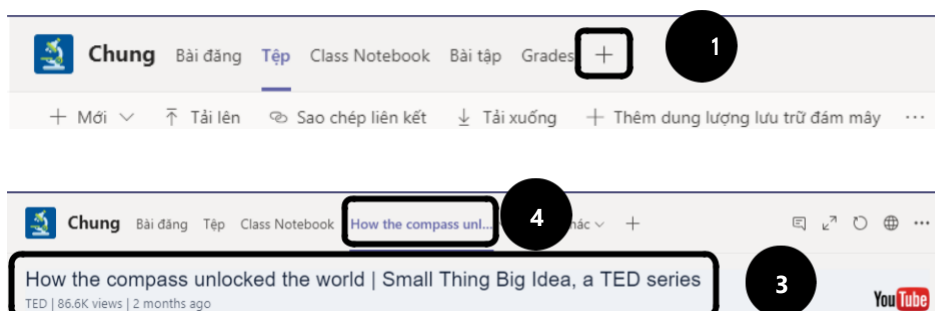 Chung Bài đăng Tệp Class Notebook Bài tập Grades +
1
+ Mới Tải lên Sao chép liên kết Tải xuống + Thêm dung lượng lưu trữ đám mây ...
4
Chung Bài đăng Tệp Class Notebook How the compass unl... +
How the compass unlocked the world | Small Thing Big Idea, a TED series
3
TED | 86.6K views | 2 months ago
YouTube